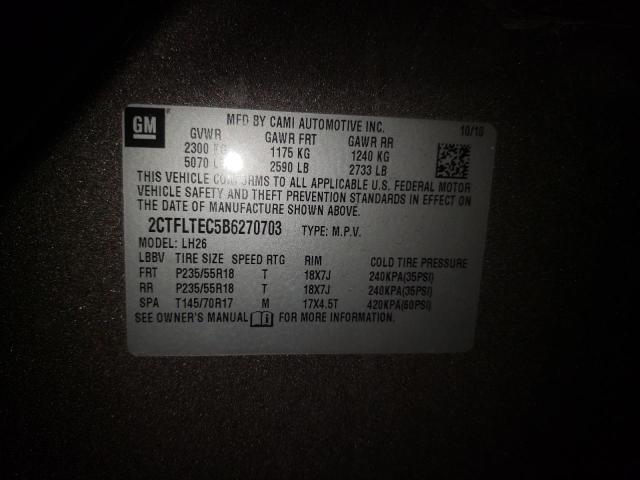 GM
MFD BY CAMI AUTOMOTIVE INC. 10/10
GVWR GAWR FRT GAWR RR
2300 KG 1175 KG 1240 KG
5070 LB 2590 LB 2733 LB
THIS VEHICLE CONFORMS TO ALL APPLICABLE U.S. FEDERAL MOTOR
VEHICLE SAFETY AND THEFT PREVENTION STANDARDS IN EFFECT ON
THE DATE OF MANUFACTURE SHOWN ABOVE.
2CTFLTEC5B6270703 TYPE: M.P.V.
MODEL: LH26
LBBV TIRE SIZE SPEED RTG RIM COLD TIRE PRESSURE
FRT P235/55R18 T 18X7J 240KPA(35PSI)
RR P235/55R18 T 18X7J 240KPA(35PSI)
SPA T145/70R17 M 17X4.5T 420KPA(60PSI)
SEE OWNER'S MANUAL FOR MORE INFORMATION.